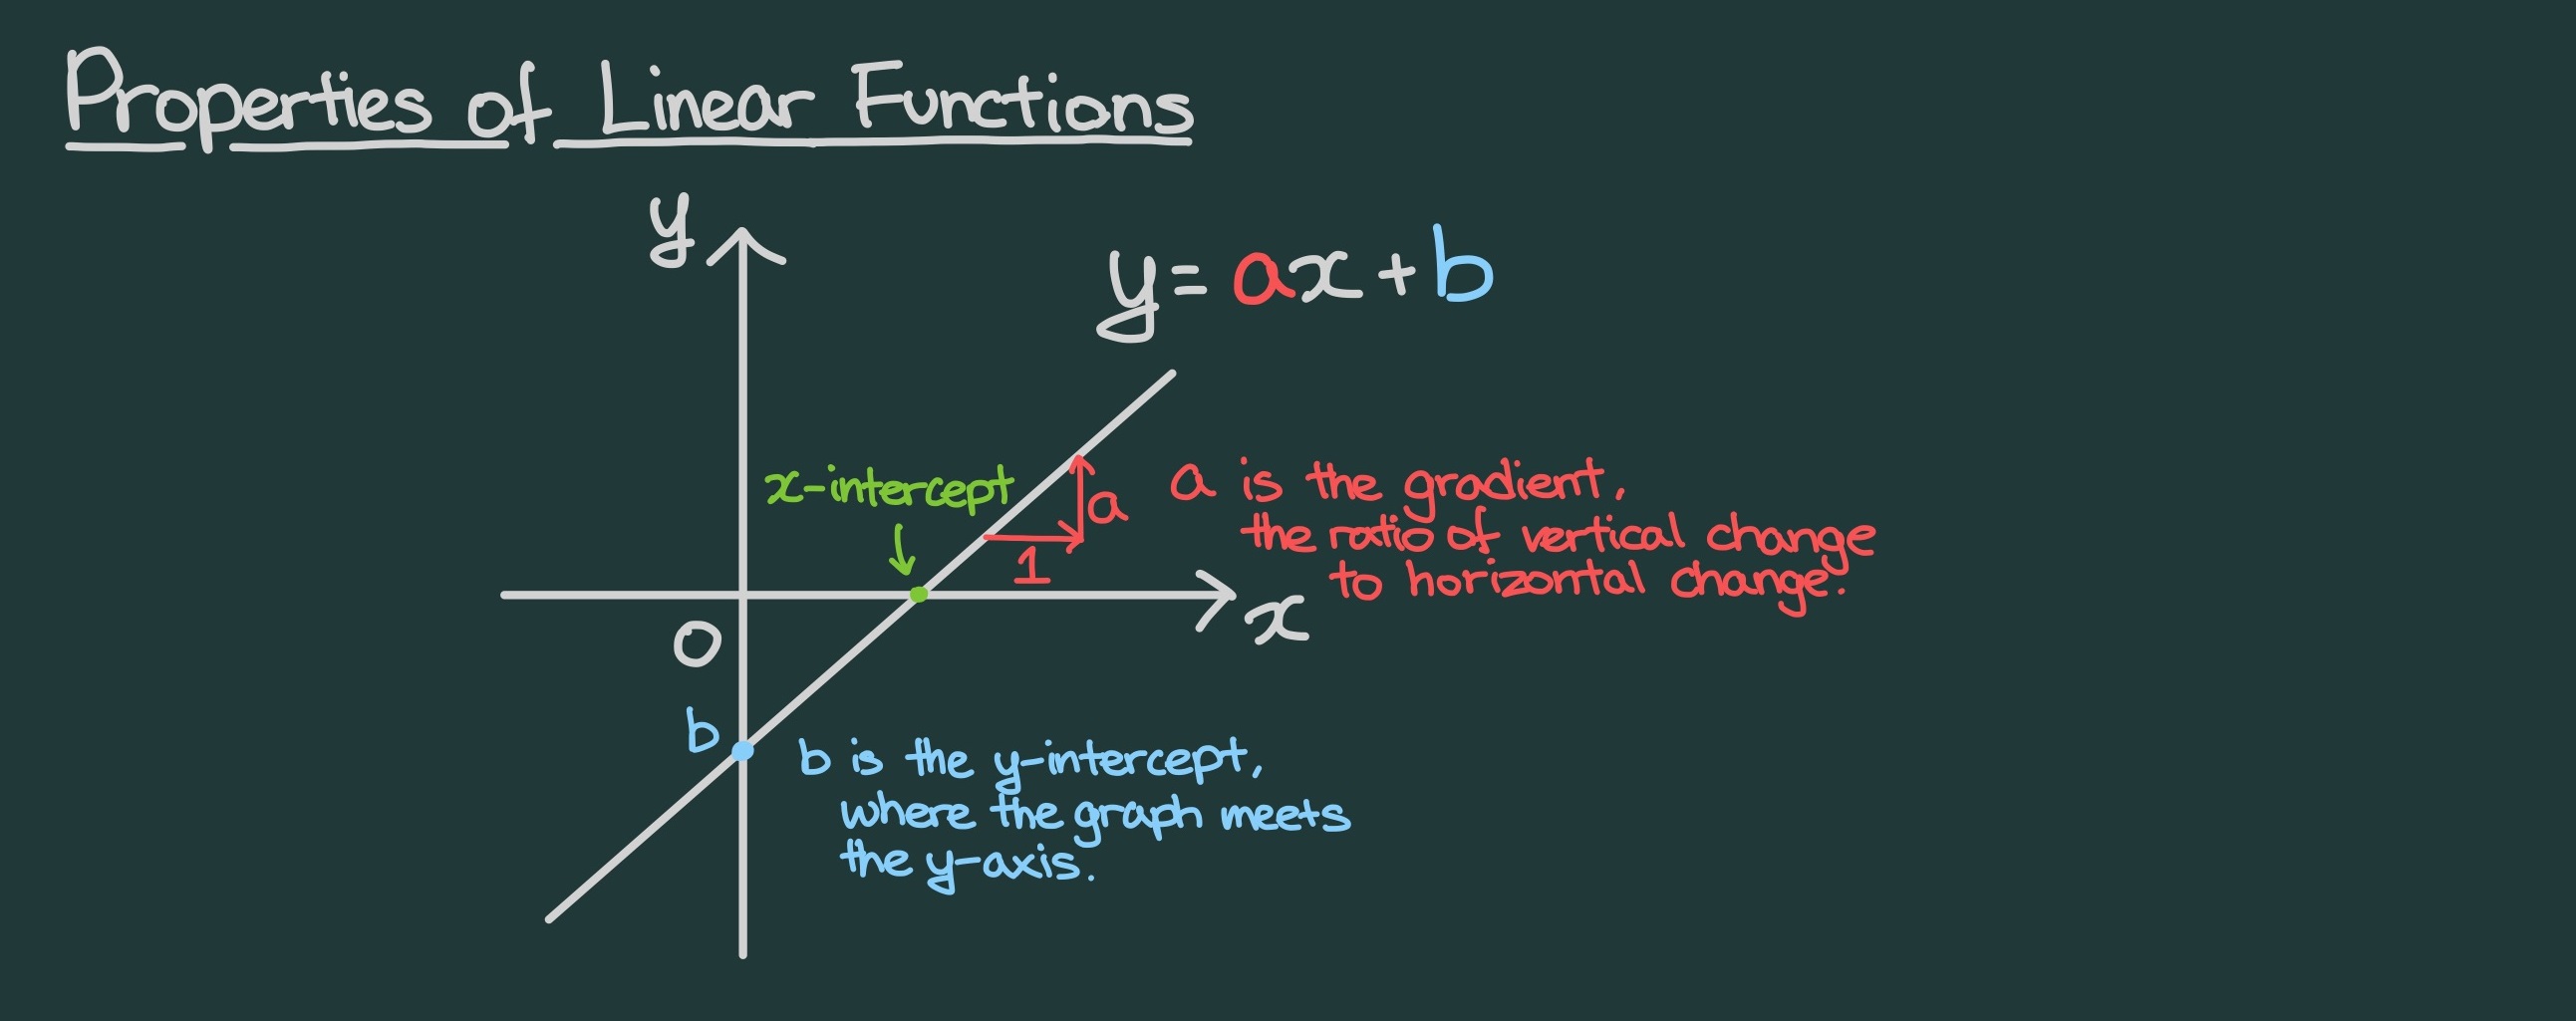 Properties of Linear Functions
y
y = ax + b
x-intercept
a
1
a is the gradient,
the ratio of vertical change
to horizontal change.
x
O
b
b is the y-intercept,
where the graph meets
the y-axis.